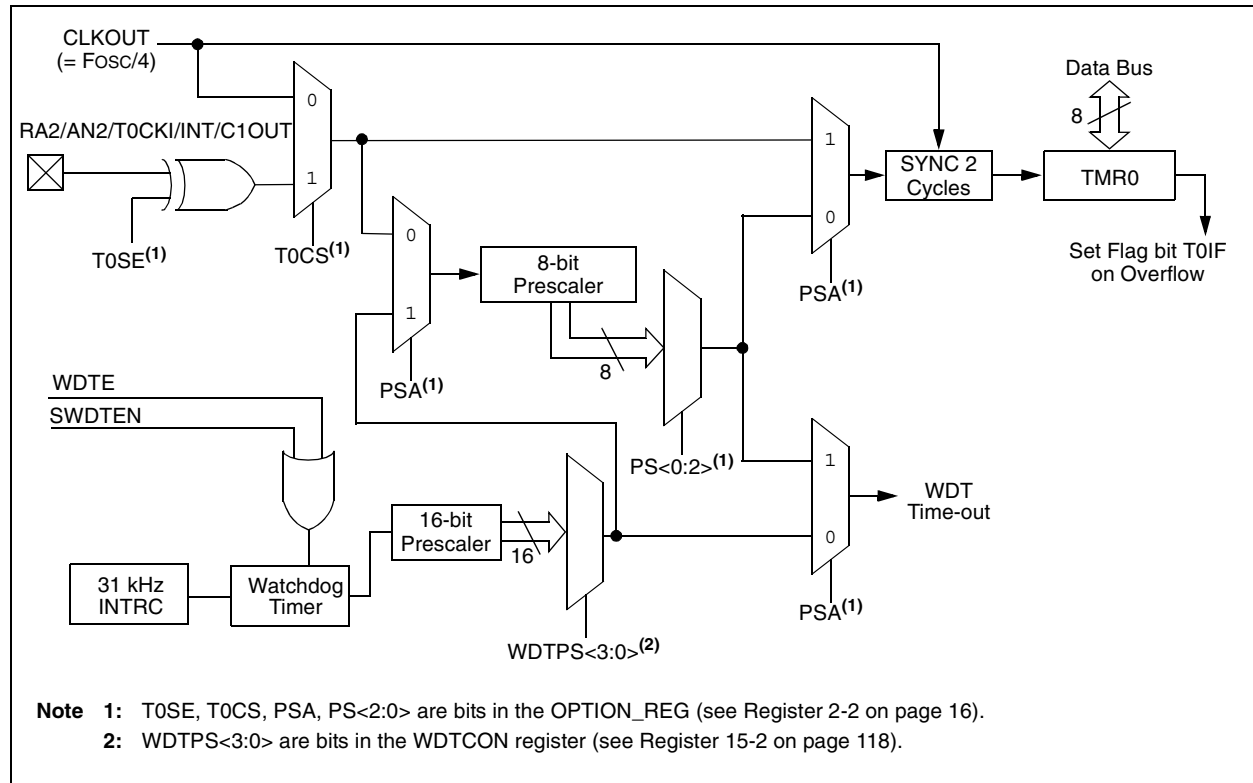 CLKOUT
(= FOSC/4)
Data Bus
8
RA2/AN2/T0CKI/INT/C1OUT
0
1
1
0
SYNC 2
Cycles
TMR0
T0SE(1)
T0CS(1)
0
1
8-bit
Prescaler
8
PSA(1)
Set Flag bit T0IF
on Overflow
PSA(1)
WDTE
SWDTEN
PS<0:2>(1)
1
0
WDT
Time-out
16-bit
Prescaler
16
31 kHz
INTRC
Watchdog
Timer
PSA(1)
WDTPS<3:0>(2)
Note 1: T0SE, T0CS, PSA, PS<2:0> are bits in the OPTION_REG (see Register 2-2 on page 16).
2: WDTPS<3:0> are bits in the WDTCON register (see Register 15-2 on page 118).